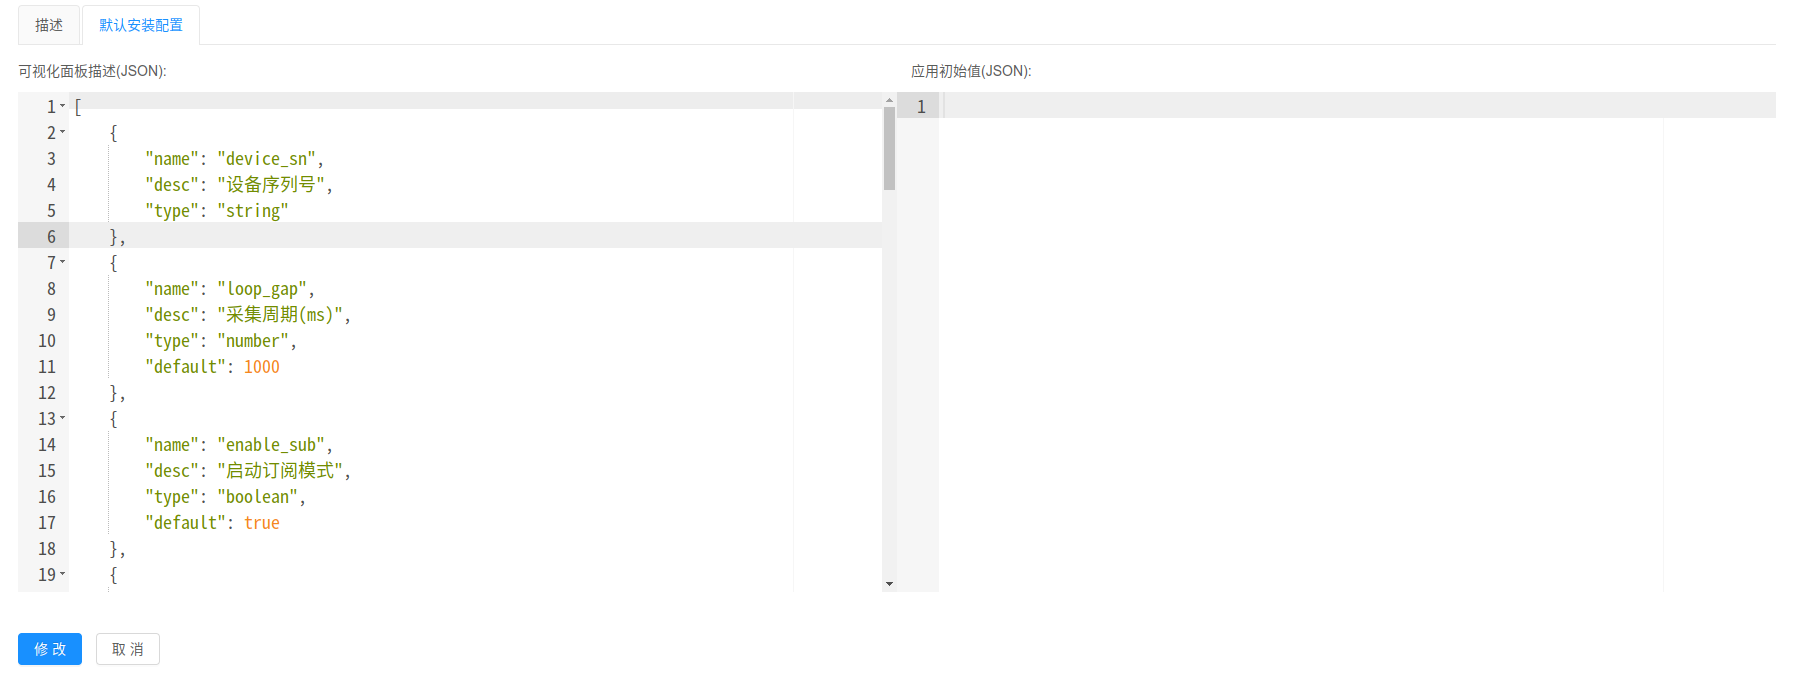 描述 默认安装配置
可视化面板描述(JSON):
1 [
2     {
3         "name": "device_sn",
4         "desc": "设备序列号",
5         "type": "string"
6     },
7     {
8         "name": "loop_gap",
9         "desc": "采集周期(ms)",
10         "type": "number",
11         "default": 1000
12     },
13     {
14         "name": "enable_sub",
15         "desc": "启动订阅模式",
16         "type": "boolean",
17         "default": true
18     },
19     {
应用初始值(JSON):
1
修 改 取 消